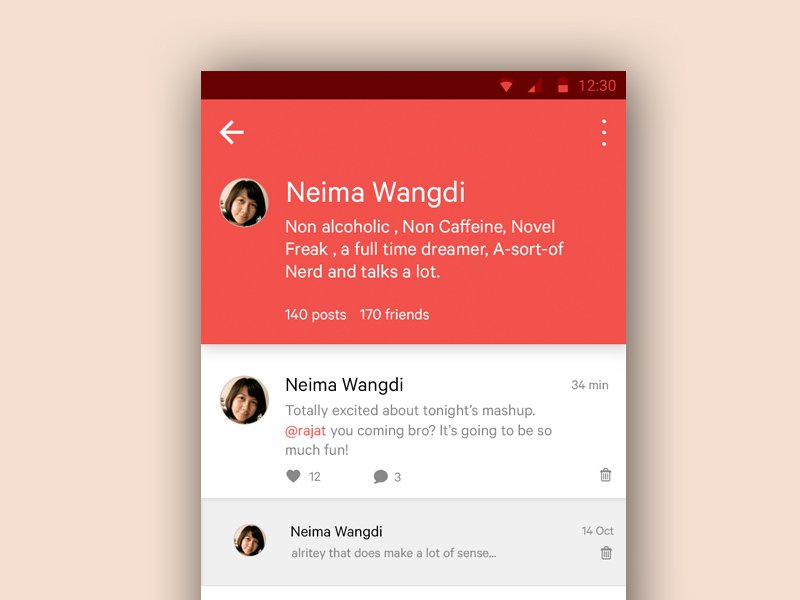 12:30
Neima Wangdi
Non alcoholic , Non Caffeine, Novel
Freak , a full time dreamer, A-sort-of
Nerd and talks a lot.
140 posts 170 friends
Neima Wangdi 34 min
Totally excited about tonight’s mashup.
@rajat you coming bro? It’s going to be so
much fun!
12 3
Neima Wangdi 14 Oct
alritey that does make a lot of sense...